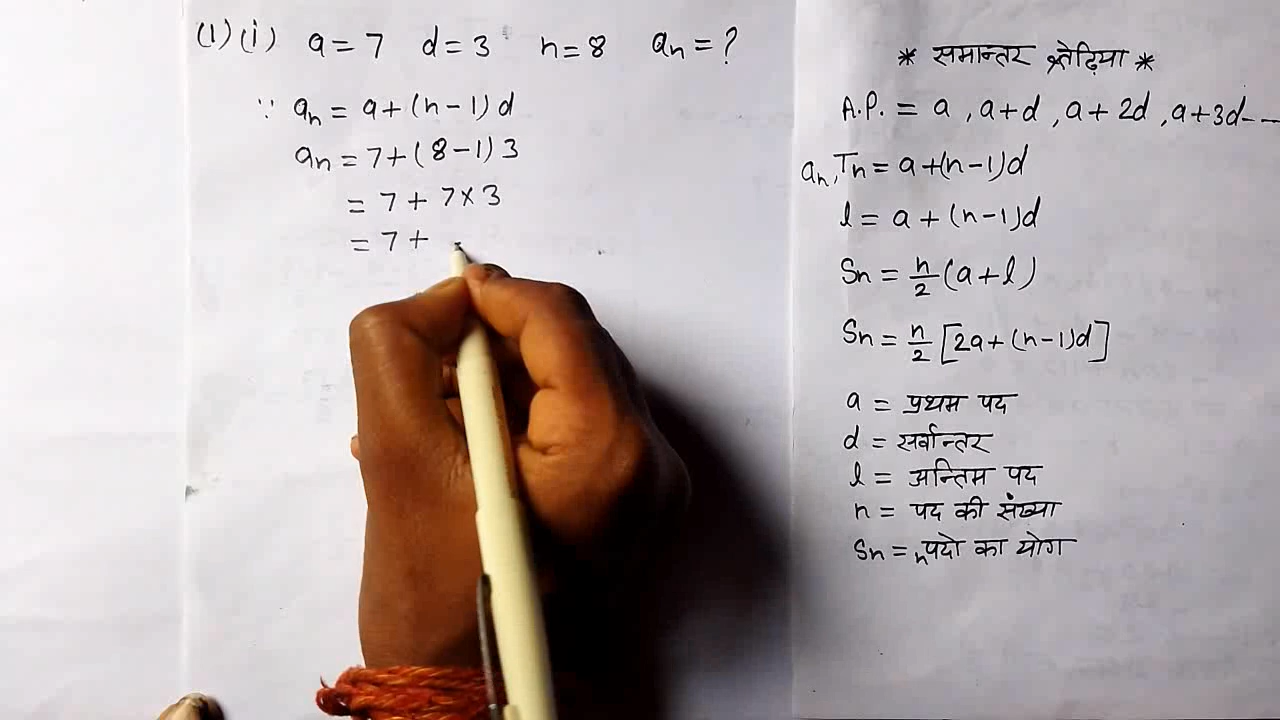 (1) (i) a = 7 d = 3 n = 8 aₙ = ?
∵ aₙ = a + (n - 1) d
aₙ = 7 + (8 - 1) 3
= 7 + 7 × 3
= 7 +
* समान्तर श्रेढ़िया *
A.P. = a , a + d , a + 2d , a + 3d - - -
aₙ, Tₙ = a + (n - 1)d
l = a + (n - 1)d
Sₙ = n/2 (a + l)
Sₙ = n/2 [2a + (n - 1)d]
a = प्रथम पद
d = सर्वान्तर
l = अन्तिम पद
n = पद की संख्या
Sₙ = n पदो का योग